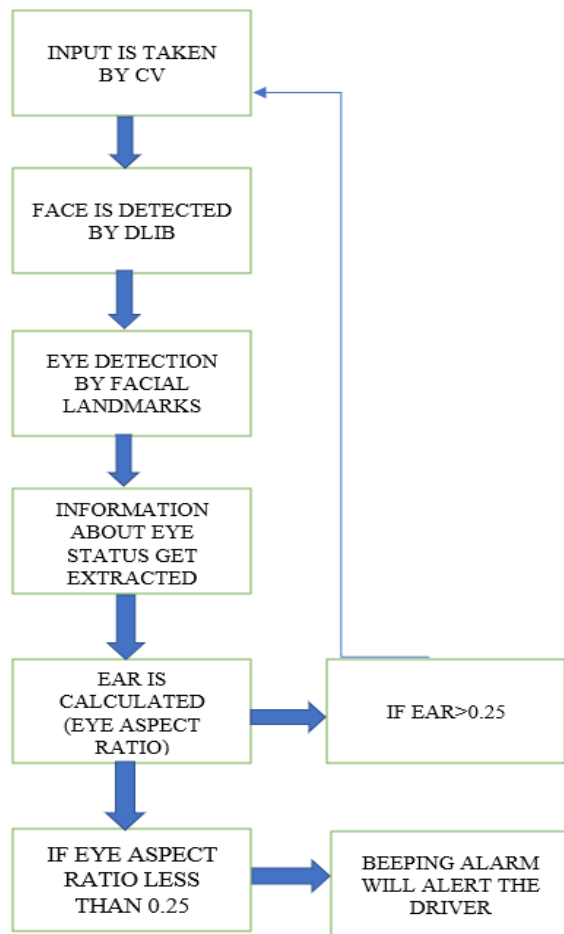 INPUT IS TAKEN
BY CV
FACE IS DETECTED
BY DLIB
EYE DETECTION
BY FACIAL
LANDMARKS
INFORMATION
ABOUT EYE
STATUS GET
EXTRACTED
EAR IS
CALCULATED
(EYE ASPECT
RATIO)
IF EAR>0.25
IF EYE ASPECT
RATIO LESS
THAN 0.25
BEEPING ALARM
WILL ALERT THE
DRIVER